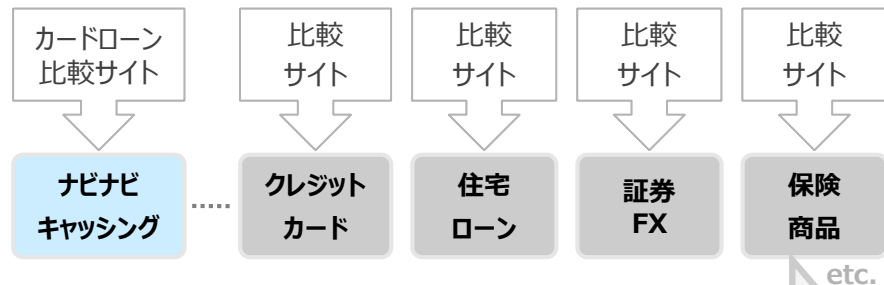 カードローン
比較サイト
比較
サイト
比較
サイト
比較
サイト
比較
サイト
ナビナビ
キャッシング
.....
クレジット
カード
住宅
ローン
証券
FX
保険
商品
etc.